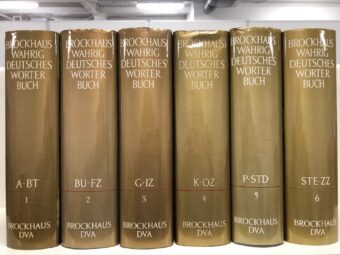 BROCKHAUS
WAHRIG
DEUTSCHES
WÖRTER
BUCH
A-BT
1
BROCKHAUS
DVA
BROCKHAUS
WAHRIG
DEUTSCHES
WÖRTER
BUCH
BU-FZ
2
BROCKHAUS
DVA
BROCKHAUS
WAHRIG
DEUTSCHES
WÖRTER
BUCH
G-JZ
3
BROCKHAUS
DVA
BROCKHAUS
WAHRIG
DEUTSCHES
WÖRTER
BUCH
K-OZ
4
BROCKHAUS
DVA
BROCKHAUS
WAHRIG
DEUTSCHES
WÖRTER
BUCH
P-STD
5
BROCKHAUS
DVA
BROCKHAUS
WAHRIG
DEUTSCHES
WÖRTER
BUCH
STE-ZZ
6
BROCKHAUS
DVA